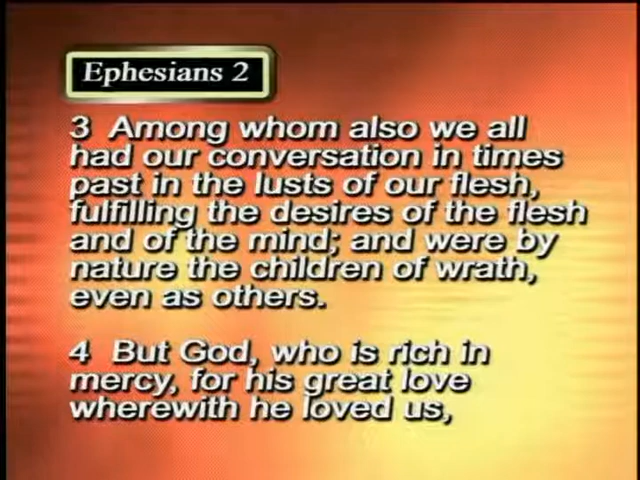 Ephesians 2
3 Among whom also we all
had our conversation in times
past in the lusts of our flesh,
fulfilling the desires of the flesh
and of the mind; and were by
nature the children of wrath,
even as others.
4 But God, who is rich in
mercy, for his great love
wherewith he loved us,